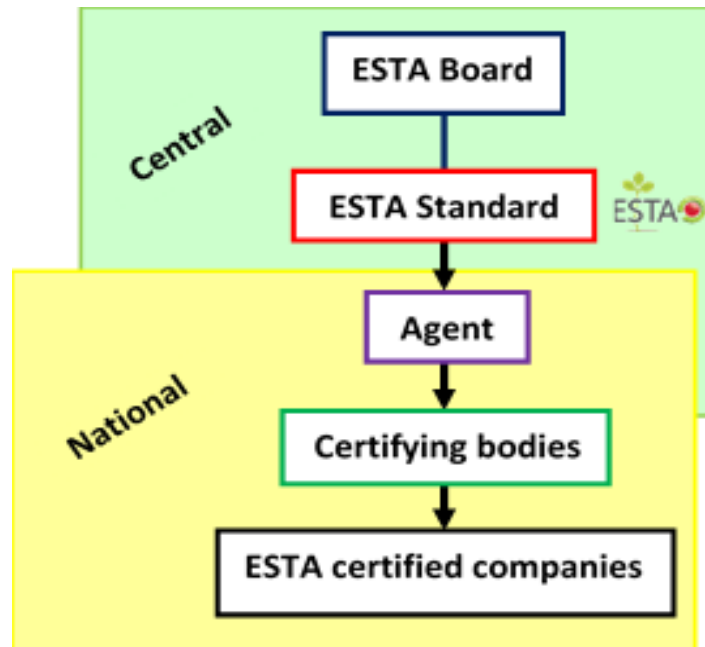 ESTA Board
Central
ESTA Standard
ESTA
Agent
National
Certifying bodies
ESTA certified companies